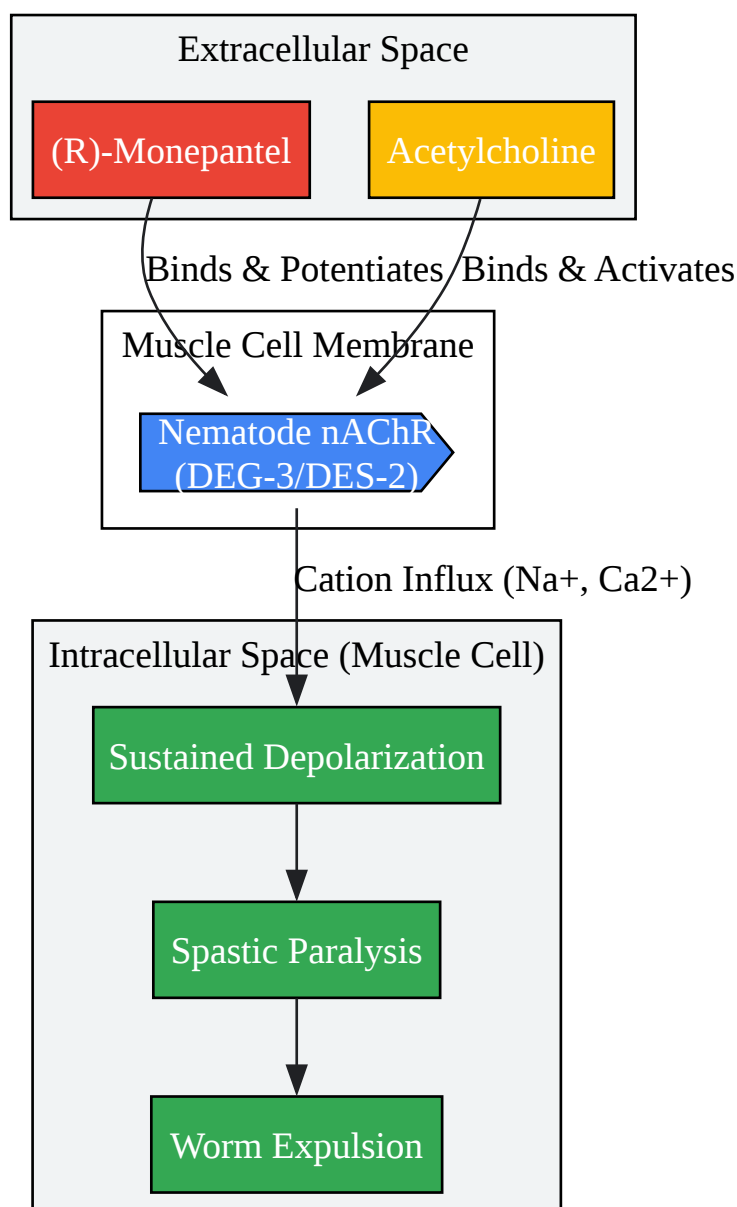 Extracellular Space
(R)-Monepantel
Acetylcholine
Binds & Potentiates
Binds & Activates
Muscle Cell Membrane
Nematode nAChR
(DEG-3/DES-2)
Cation Influx (Na+, Ca2+)
Intracellular Space (Muscle Cell)
Sustained Depolarization
Spastic Paralysis
Worm Expulsion